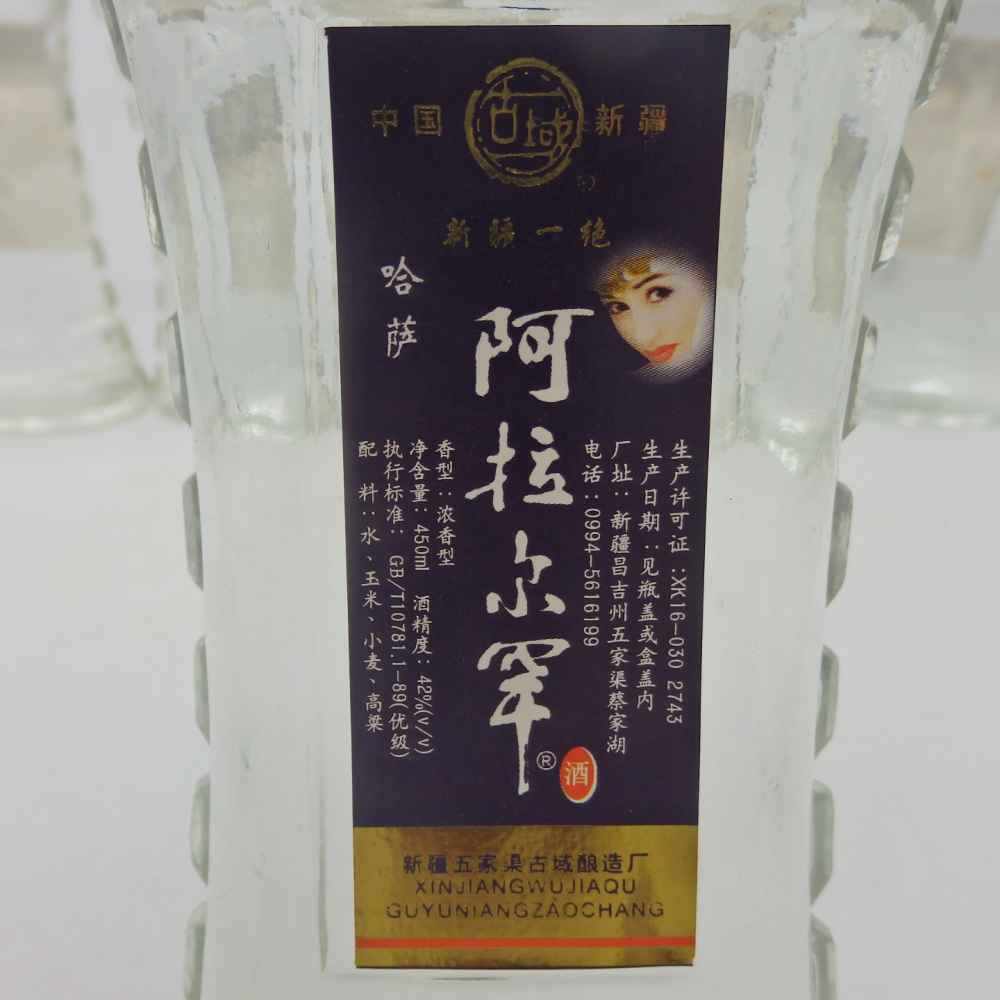 中国 古域 新疆
新疆一绝
哈萨
阿拉尔罕®
酒
生产许可证:XK16-030 2743
生产日期:见瓶盖或盒盖内
厂址:新疆昌吉州五家渠蔡家湖
电话:0994-5616199
香型:浓香型
净含量:450ml 酒精度:42%(v/v)
执行标准: GB/T10781.1-89(优级)
配 料:水、玉米、小麦、高粱
新疆五家渠古域酿造厂
XINJIANGWUJIAQU
GUYUNIANGZAOCHANG